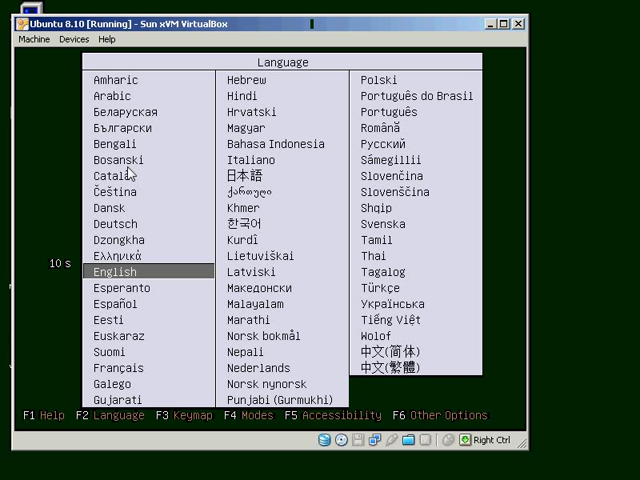 Ubuntu 8.10 [Running] - Sun xVM VirtualBox
Machine Devices Help
Language
Amharic
Arabic
Беларуская
Български
Bengali
Bosanski
Català
Čeština
Dansk
Deutsch
Dzongkha
Ελληνικά
English
Esperanto
Español
Eesti
Euskaraz
Suomi
Français
Galego
Gujarati
Hebrew
Hindi
Hrvatski
Magyar
Bahasa Indonesia
Italiano
日本語
ქართული
Khmer
한국어
Kurdî
Lietuviškai
Latviski
Македонски
Malayalam
Marathi
Norsk bokmål
Nepali
Nederlands
Norsk nynorsk
Punjabi (Gurmukhi)
Polski
Português do Brasil
Português
Română
Русский
Sámegillii
Slovenčina
Slovenščina
Shqip
Svenska
Tamil
Thai
Tagalog
Türkçe
Українська
Tiếng Việt
Wolof
中文(简体)
中文(繁體)
10 s
F1 Help F2 Language F3 Keymap F4 Modes F5 Accessibility F6 Other Options
Right Ctrl